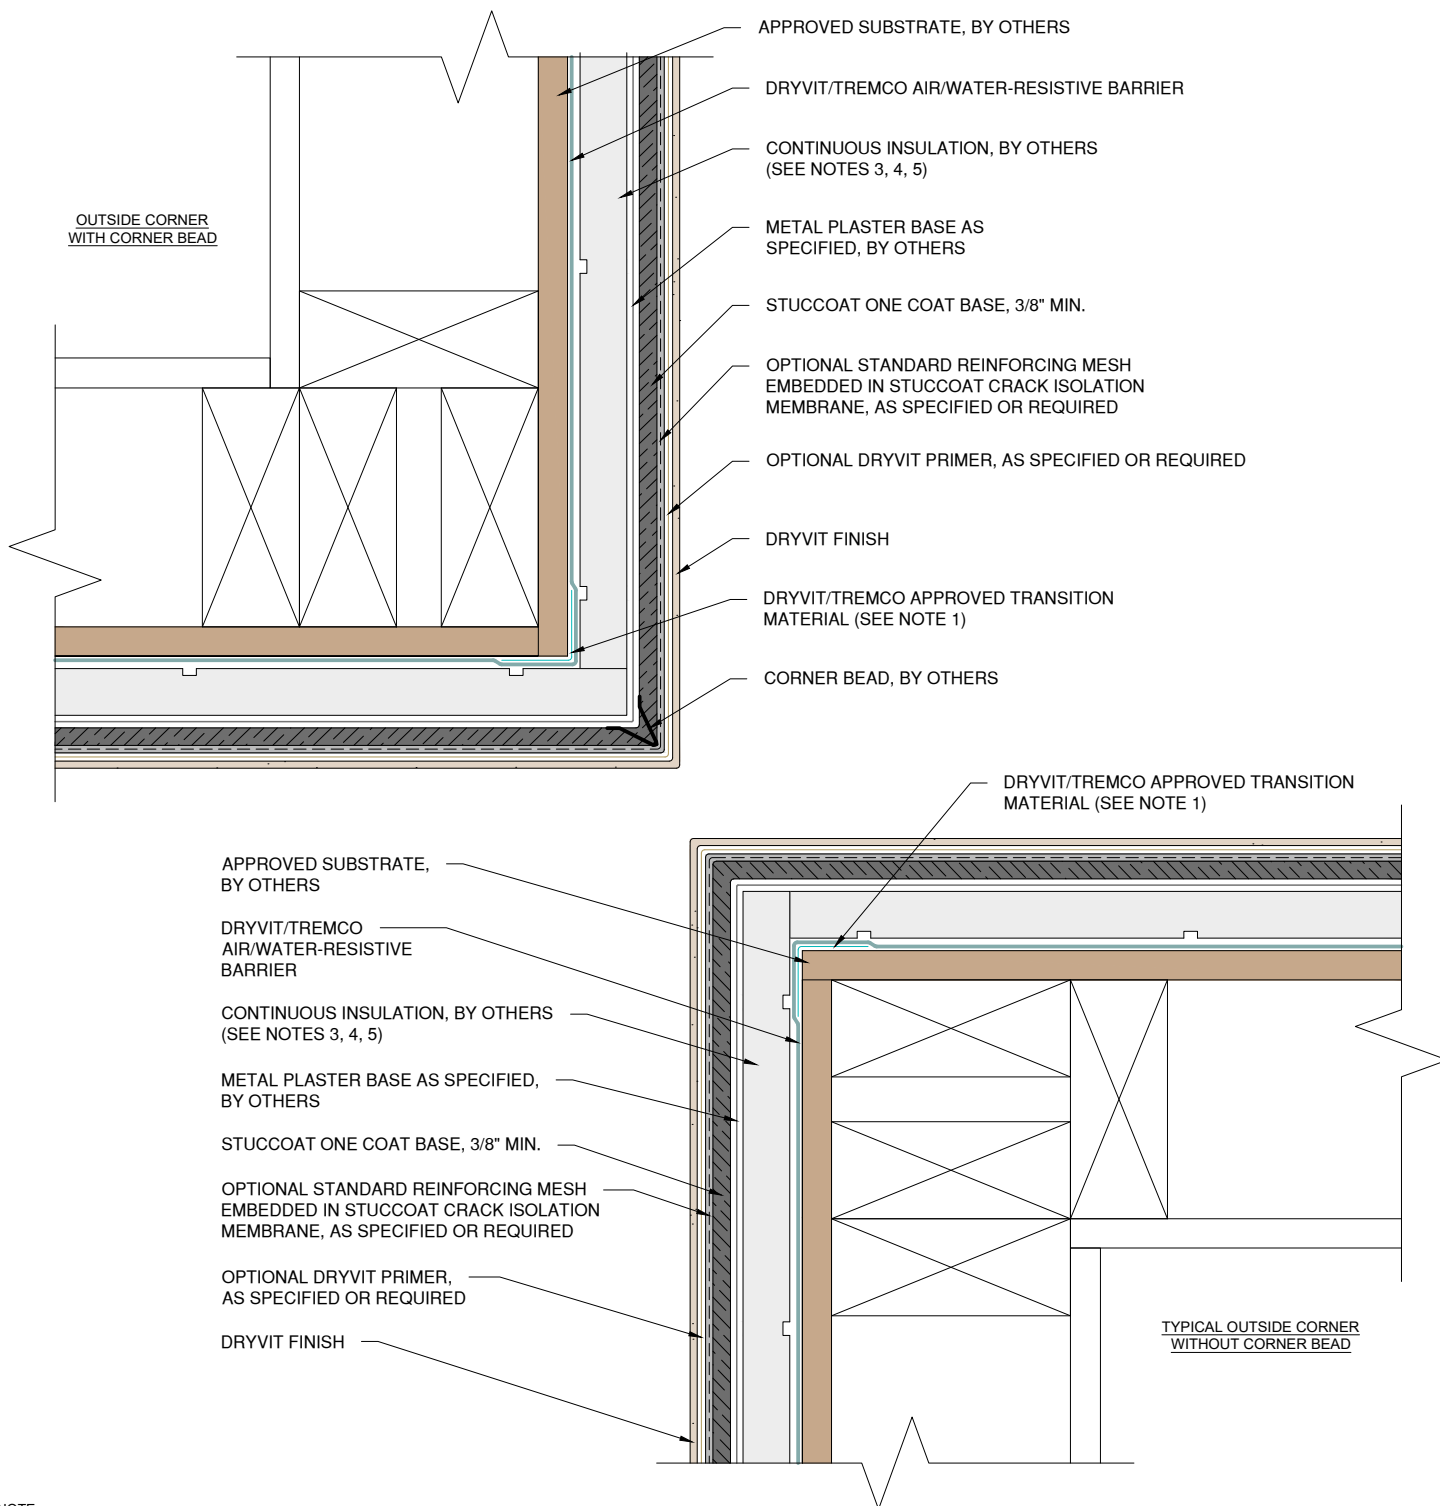 APPROVED SUBSTRATE, BY OTHERS
DRYVIT/TREMCO AIR/WATER-RESISTIVE BARRIER
CONTINUOUS INSULATION, BY OTHERS
(SEE NOTES 3, 4, 5)
OUTSIDE CORNER
WITH CORNER BEAD
METAL PLASTER BASE AS
SPECIFIED, BY OTHERS
STUCCOAT ONE COAT BASE, 3/8" MIN.
OPTIONAL STANDARD REINFORCING MESH
EMBEDDED IN STUCCOAT CRACK ISOLATION
MEMBRANE, AS SPECIFIED OR REQUIRED
OPTIONAL DRYVIT PRIMER, AS SPECIFIED OR REQUIRED
DRYVIT FINISH
DRYVIT/TREMCO APPROVED TRANSITION
MATERIAL (SEE NOTE 1)
CORNER BEAD, BY OTHERS
DRYVIT/TREMCO APPROVED TRANSITION
MATERIAL (SEE NOTE 1)
APPROVED SUBSTRATE,
BY OTHERS
DRYVIT/TREMCO
AIR/WATER-RESISTIVE
BARRIER
CONTINUOUS INSULATION, BY OTHERS
(SEE NOTES 3, 4, 5)
METAL PLASTER BASE AS SPECIFIED,
BY OTHERS
STUCCOAT ONE COAT BASE, 3/8" MIN.
OPTIONAL STANDARD REINFORCING MESH
EMBEDDED IN STUCCOAT CRACK ISOLATION
MEMBRANE, AS SPECIFIED OR REQUIRED
OPTIONAL DRYVIT PRIMER,
AS SPECIFIED OR REQUIRED
DRYVIT FINISH
TYPICAL OUTSIDE CORNER
WITHOUT CORNER BEAD